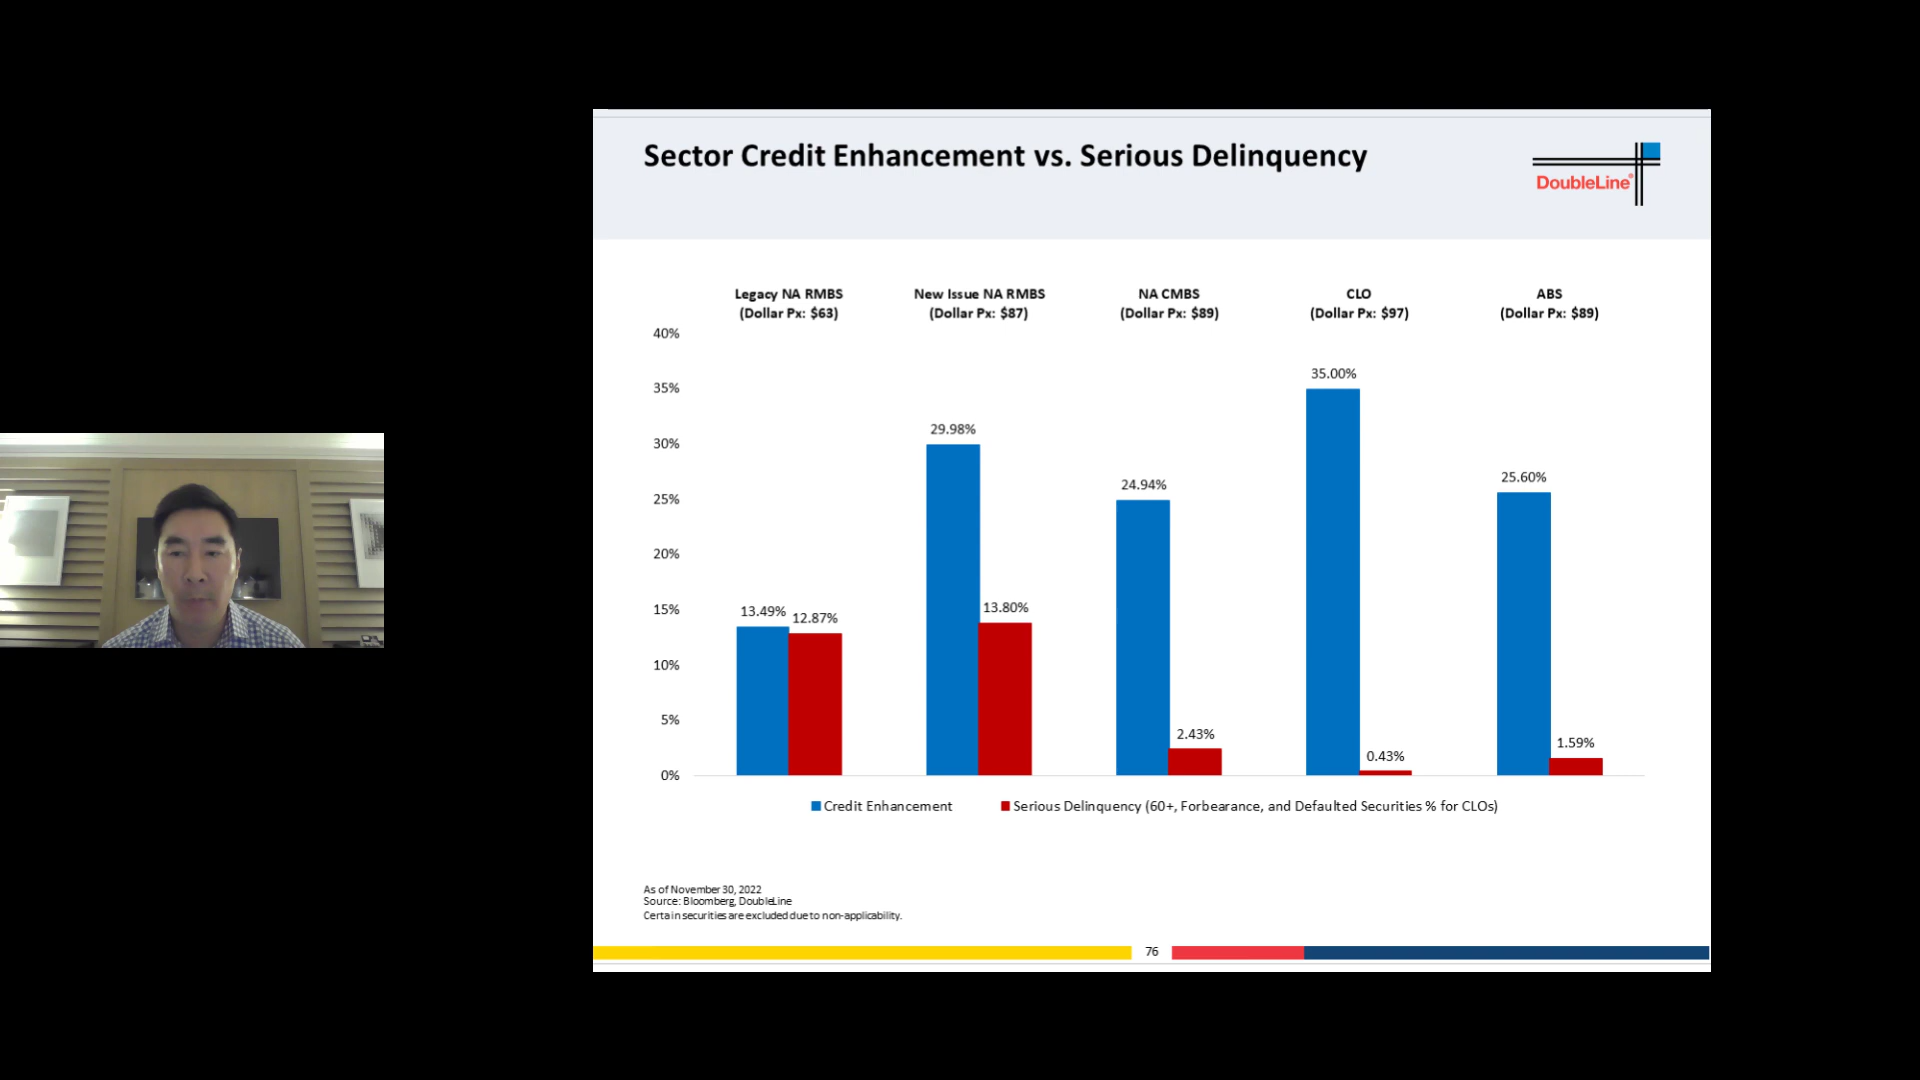 Sector Credit Enhancement vs. Serious Delinquency
DoubleLine®
Legacy NA RMBS
(Dollar Px: $63)
New Issue NA RMBS
(Dollar Px: $87)
NA CMBS
(Dollar Px: $89)
CLO
(Dollar Px: $97)
ABS
(Dollar Px: $89)
40%
35%
30%
25%
20%
15%
10%
5%
0%
13.49%
12.87%
29.98%
13.80%
24.94%
2.43%
35.00%
0.43%
25.60%
1.59%
Credit Enhancement
Serious Delinquency (60+, Forbearance, and Defaulted Securities % for CLOs)
As of November 30, 2022
Source: Bloomberg, DoubleLine
Certain securities are excluded due to non-applicability.
76